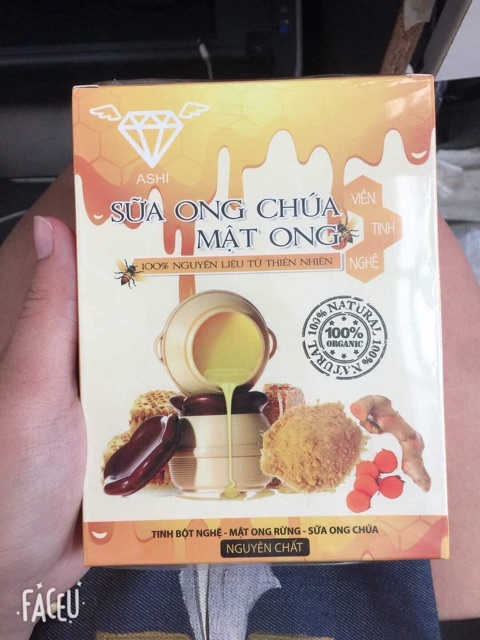 ASHI
SỮA ONG CHÚA
MẬT ONG
VIÊN
TINH
NGHỆ
100% NGUYÊN LIỆU TỪ THIÊN NHIÊN
100% NATURAL 100% NATURAL
100%
ORGANIC
TINH BỘT NGHỆ - MẬT ONG RỪNG - SỮA ONG CHÚA
NGUYÊN CHẤT
FACEU